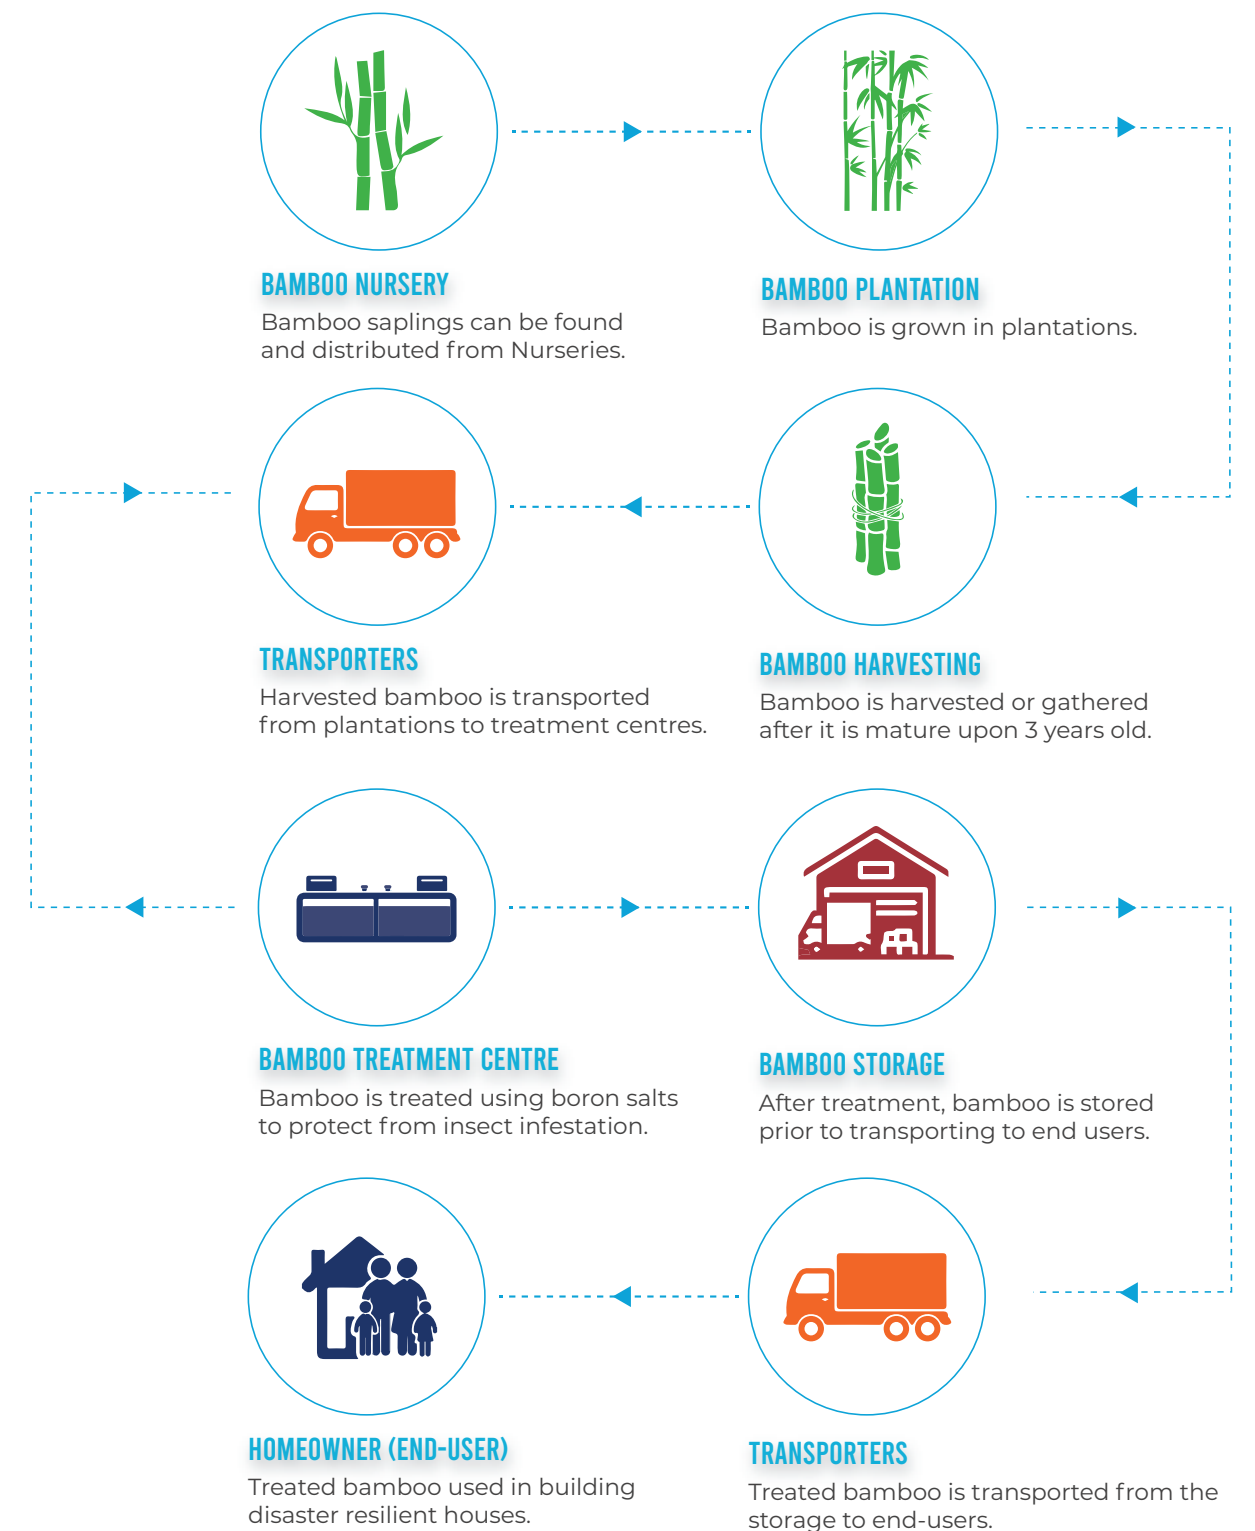 BAMBOO NURSERY
Bamboo saplings can be found
and distributed from Nurseries.
BAMBOO PLANTATION
Bamboo is grown in plantations.
TRANSPORTERS
Harvested bamboo is transported
from plantations to treatment centres.
BAMBOO HARVESTING
Bamboo is harvested or gathered
after it is mature upon 3 years old.
BAMBOO TREATMENT CENTRE
Bamboo is treated using boron salts
to protect from insect infestation.
BAMBOO STORAGE
After treatment, bamboo is stored
prior to transporting to end users.
HOMEOWNER (END-USER)
Treated bamboo used in building
disaster resilient houses.
TRANSPORTERS
Treated bamboo is transported from the
storage to end-users.